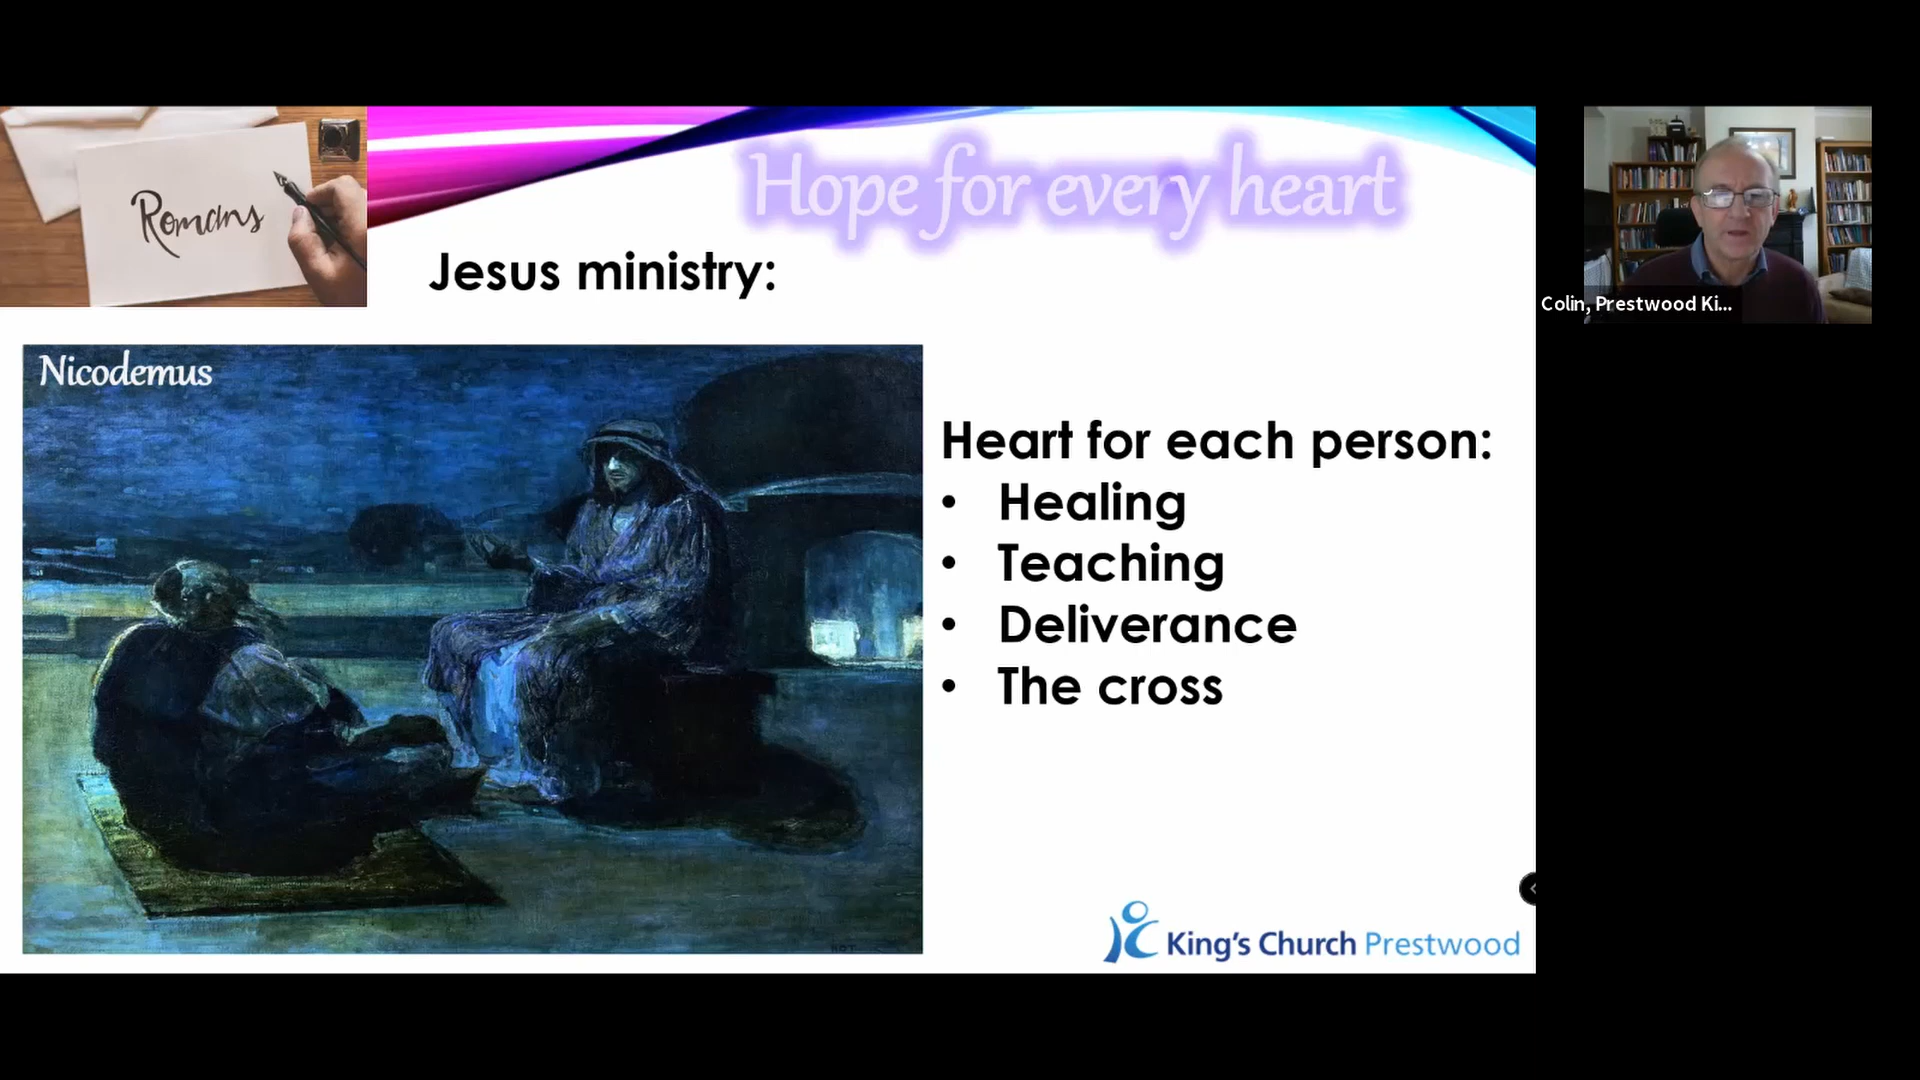 Romans
Hope for every heart
Jesus ministry:
Nicodemus
Heart for each person:
• Healing
• Teaching
• Deliverance
• The cross
King's Church Prestwood
Colin, Prestwood Ki...